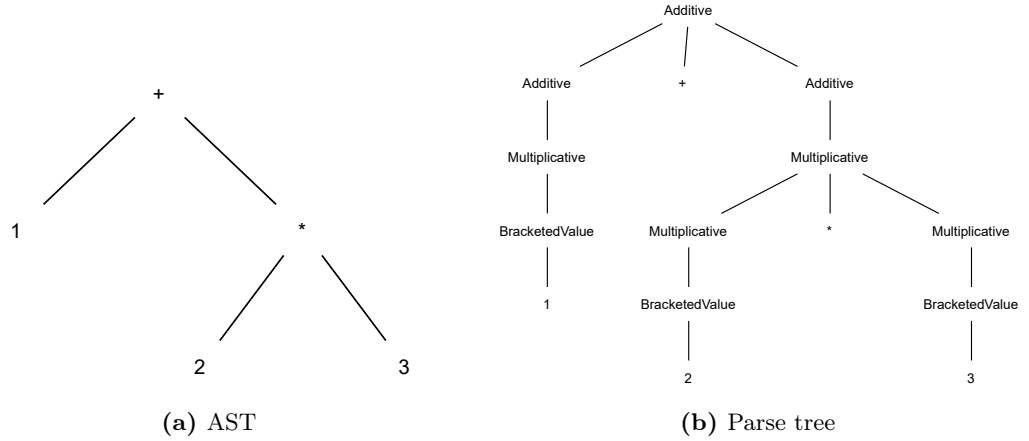 Additive
+
Additive
+
Additive
Multiplicative
Multiplicative
1
*
BracketedValue
Multiplicative
*
Multiplicative
1
BracketedValue
BracketedValue
2
3
2
3
(a) AST
(b) Parse tree